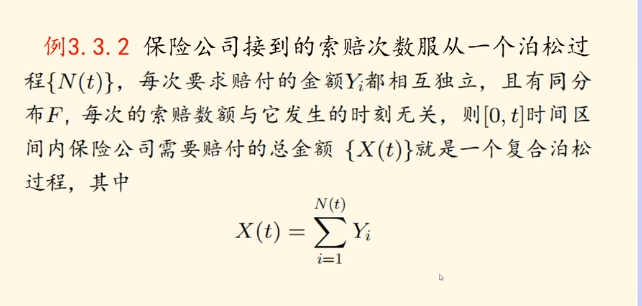 例3.3.2 保险公司接到的索赔次数服从一个泊松过
程{N(t)}，每次要求赔付的金额Yi都相互独立，且有同分
布F，每次的索赔数额与它发生的时刻无关，则[0, t]时间区
间内保险公司需要赔付的总金额 {X(t)}就是一个复合泊松
过程，其中
X(t) = ∑_{i=1}^{N(t)} Y_i